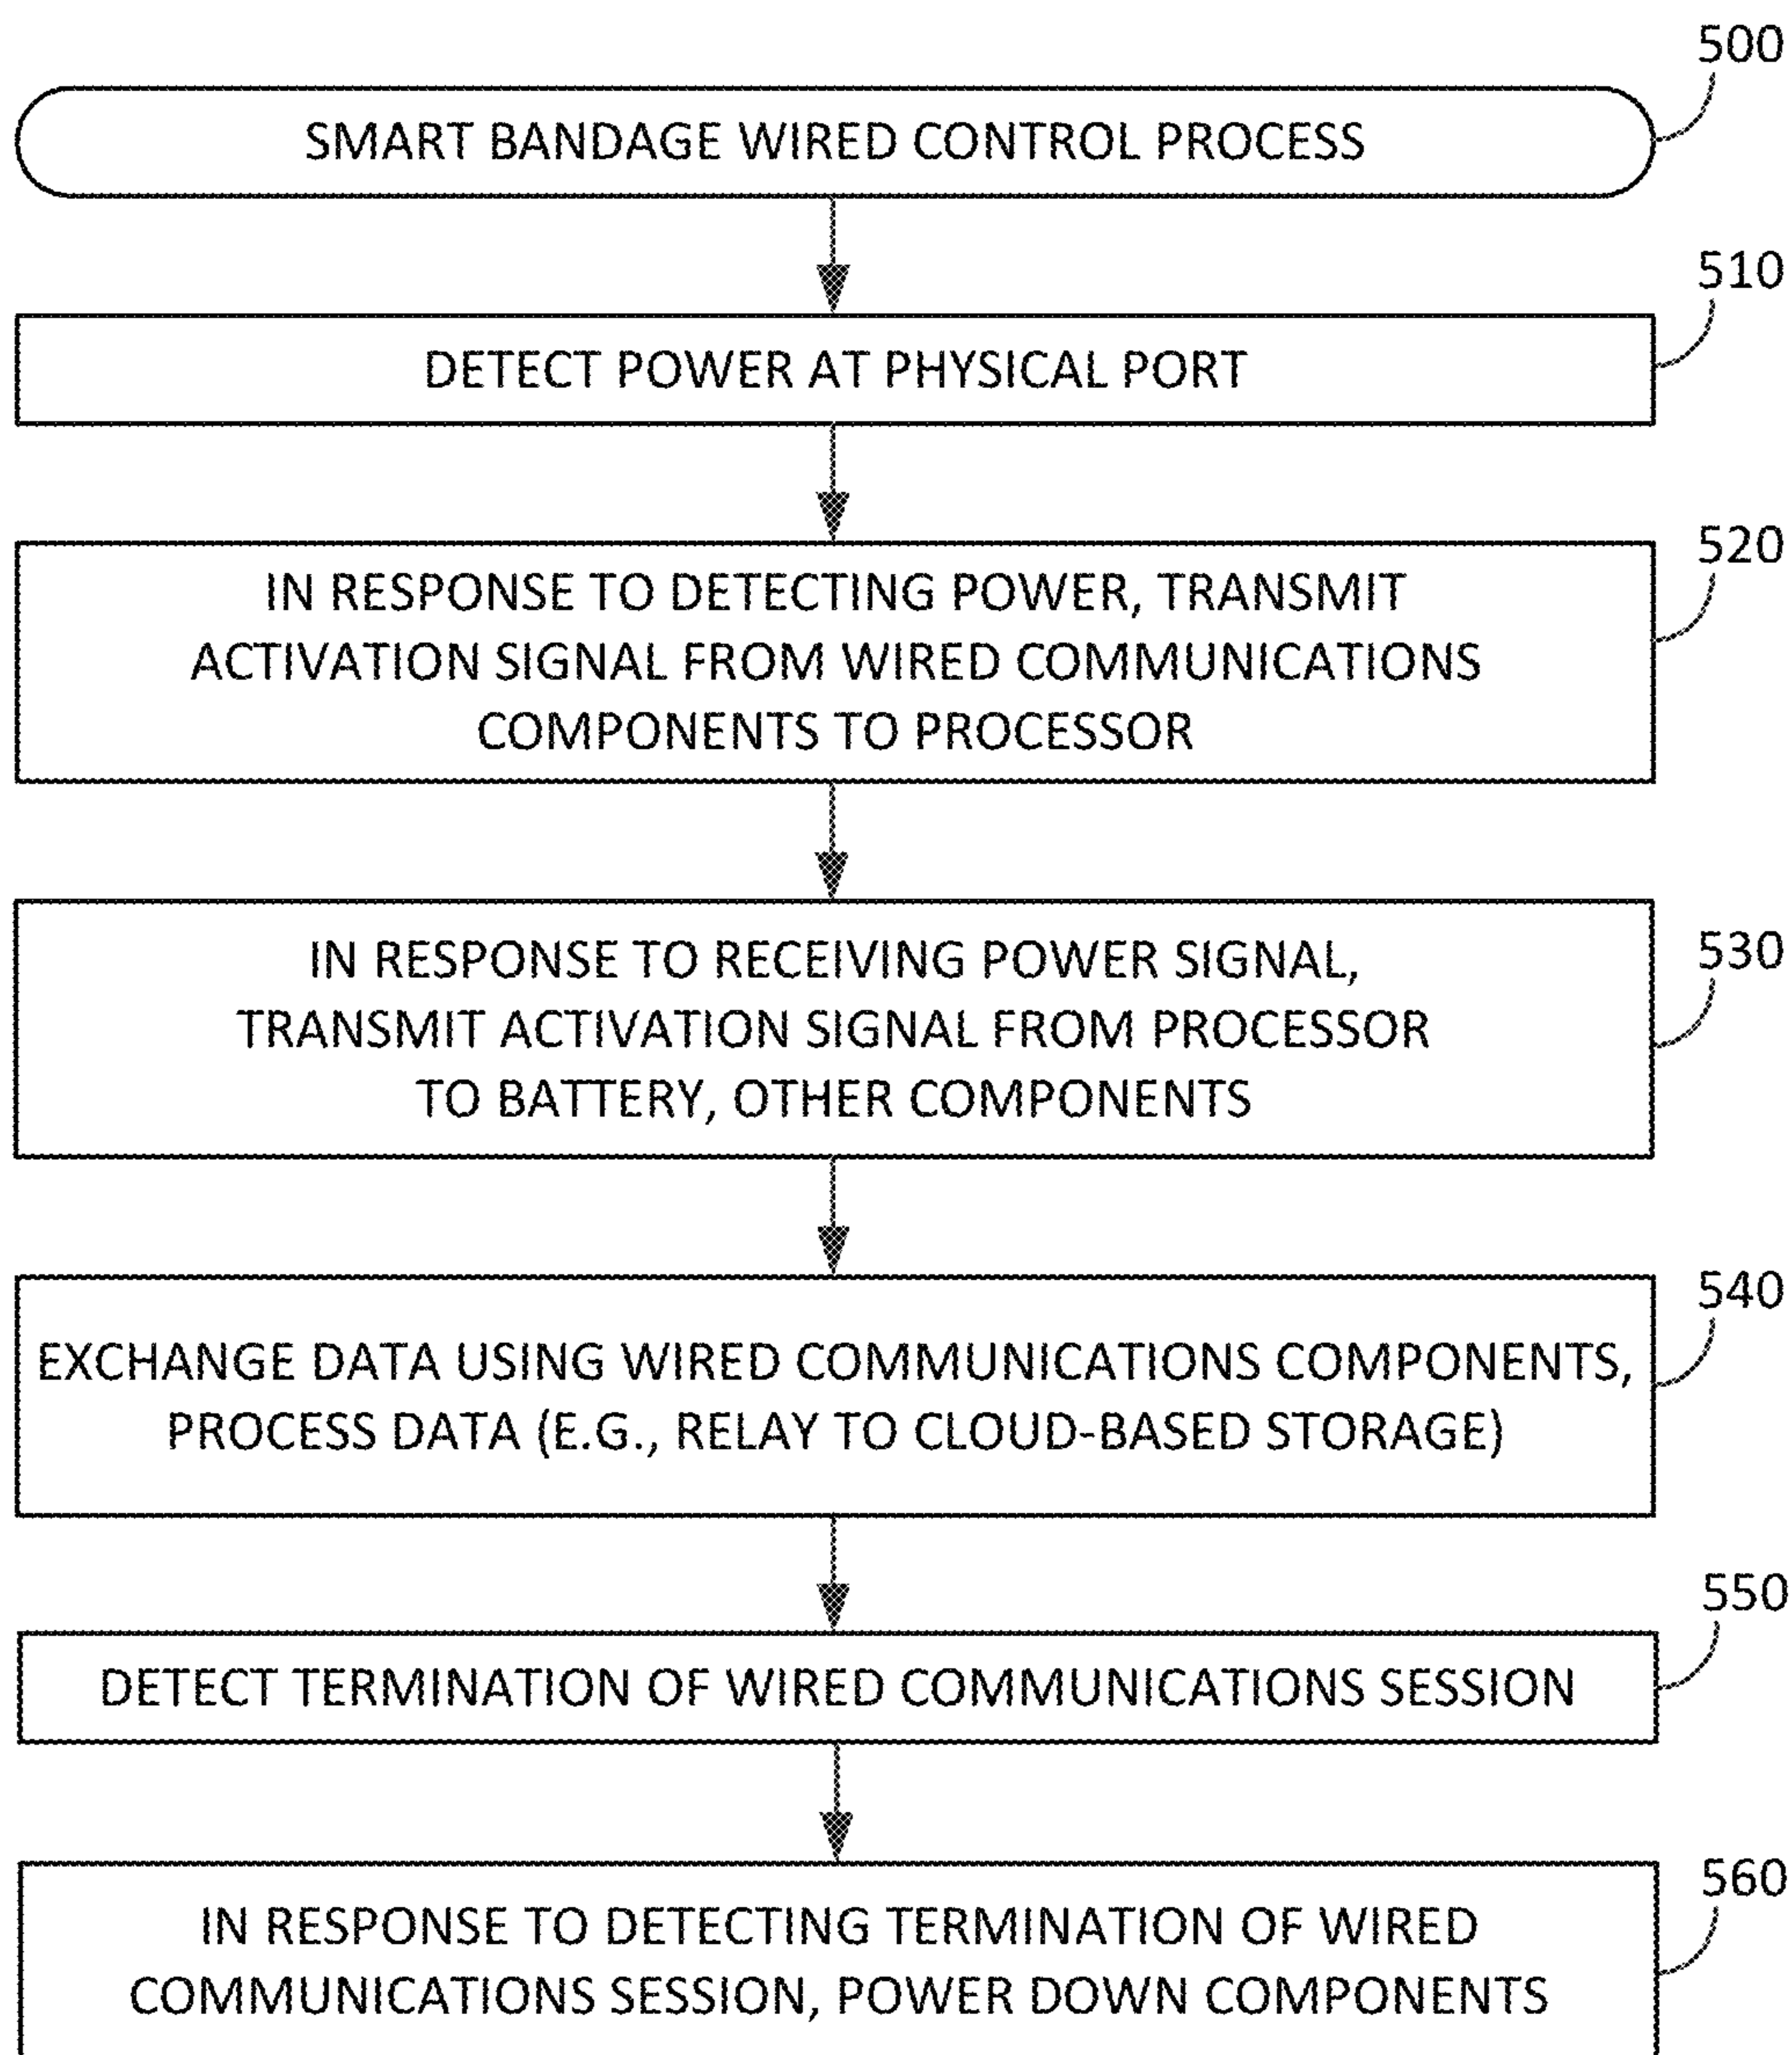 500
SMART BANDAGE WIRED CONTROL PROCESS
510
DETECT POWER AT PHYSICAL PORT
520
IN RESPONSE TO DETECTING POWER, TRANSMIT
ACTIVATION SIGNAL FROM WIRED COMMUNICATIONS
COMPONENTS TO PROCESSOR
530
IN RESPONSE TO RECEIVING POWER SIGNAL,
TRANSMIT ACTIVATION SIGNAL FROM PROCESSOR
TO BATTERY, OTHER COMPONENTS
540
EXCHANGE DATA USING WIRED COMMUNICATIONS COMPONENTS,
PROCESS DATA (E.G., RELAY TO CLOUD-BASED STORAGE)
550
DETECT TERMINATION OF WIRED COMMUNICATIONS SESSION
560
IN RESPONSE TO DETECTING TERMINATION OF WIRED
COMMUNICATIONS SESSION, POWER DOWN COMPONENTS